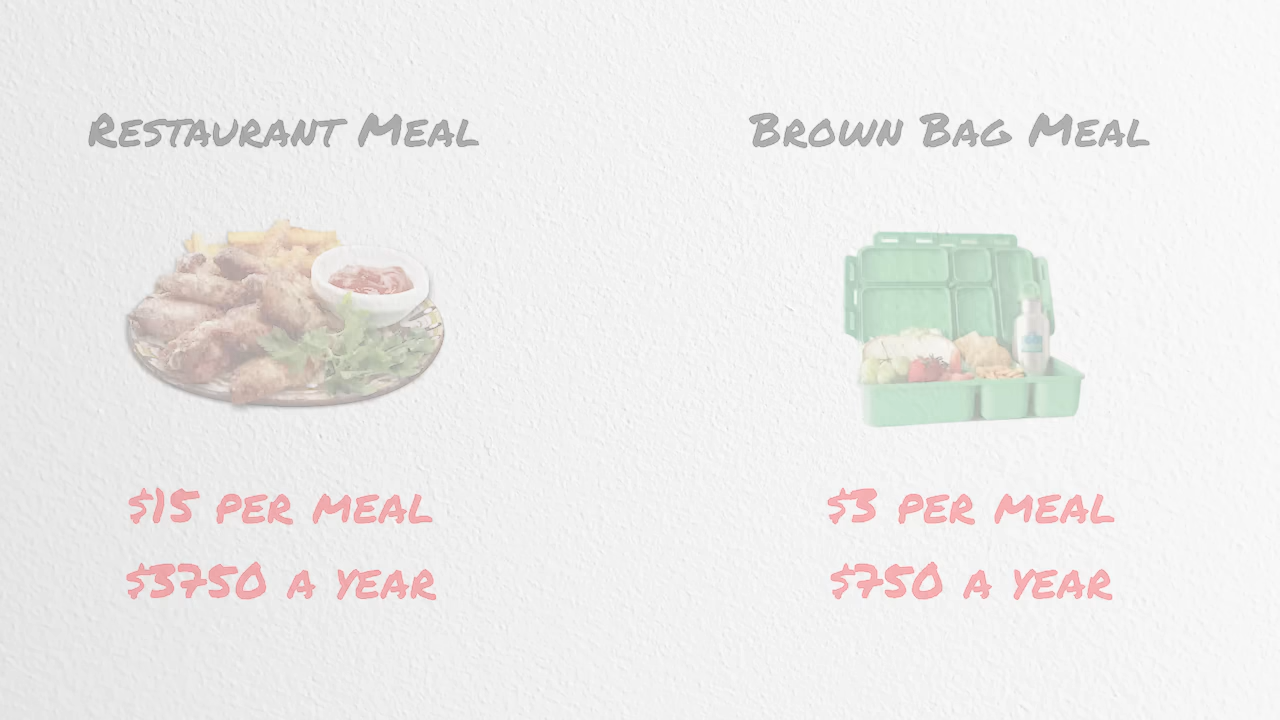 Restaurant Meal
Brown Bag Meal
$15 per meal
$3 per meal
$3750 a year
$750 a year